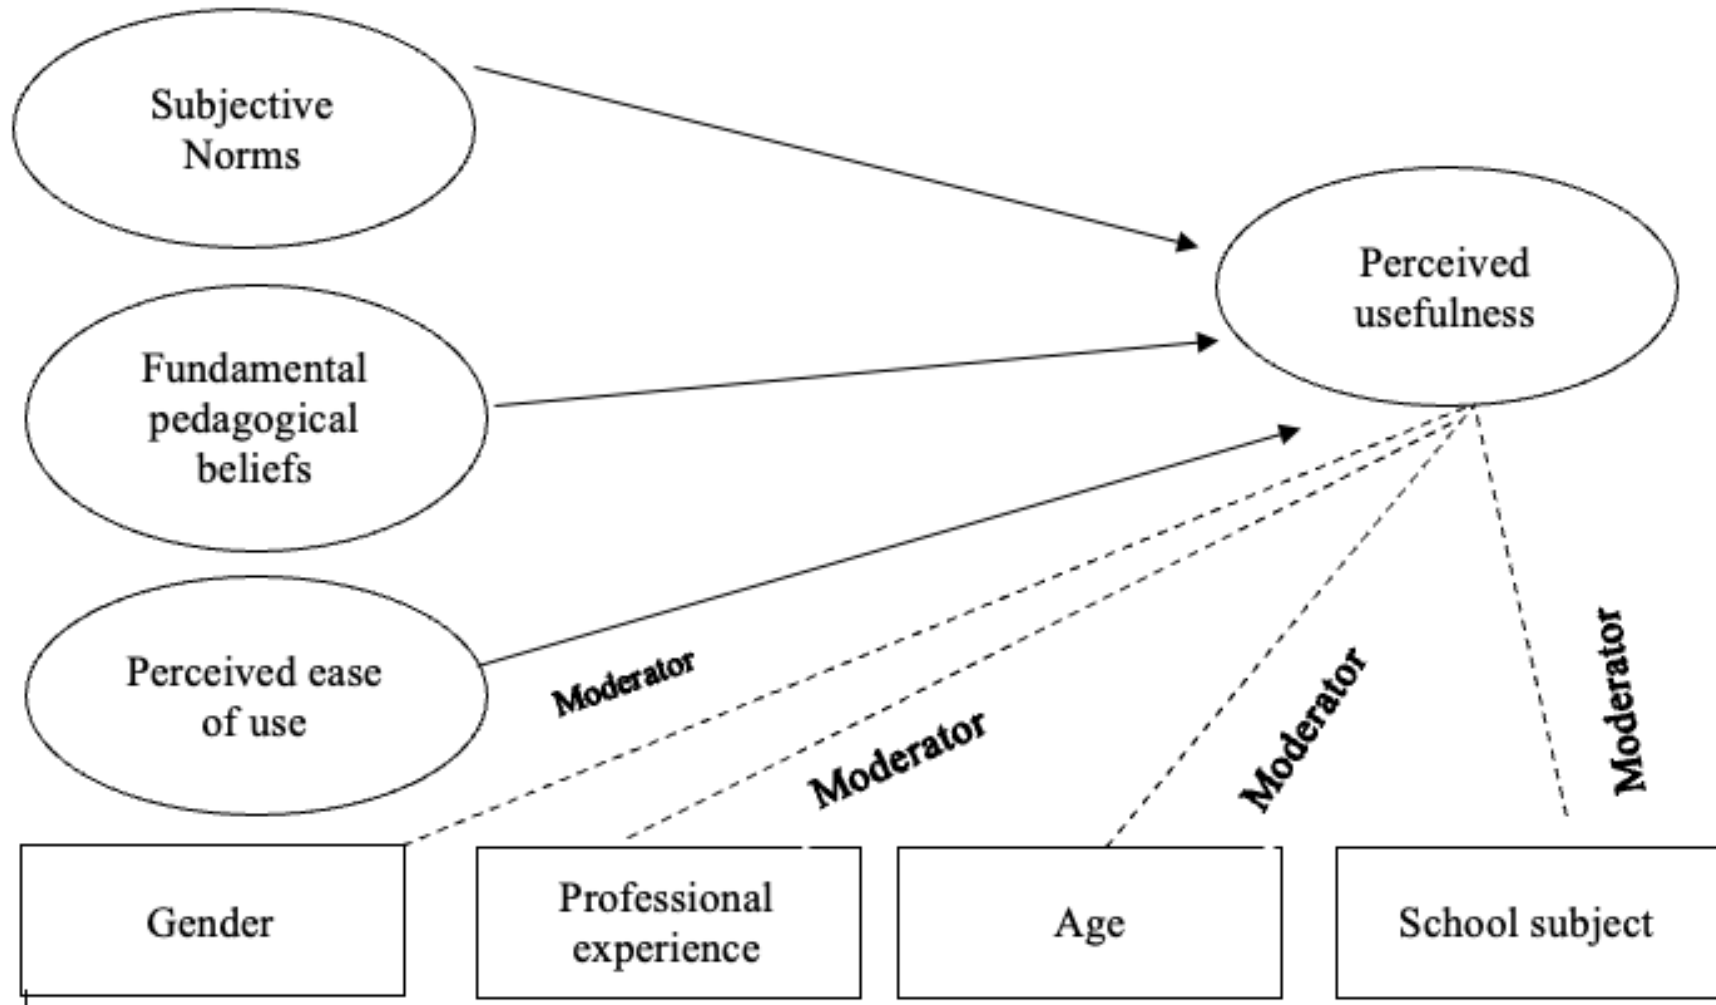 Subjective
Norms
Perceived
usefulness
Fundamental
pedagogical
beliefs
Perceived ease
of use
Moderator
Moderator
Moderator
Moderator
Gender
Professional
experience
Age
School subject